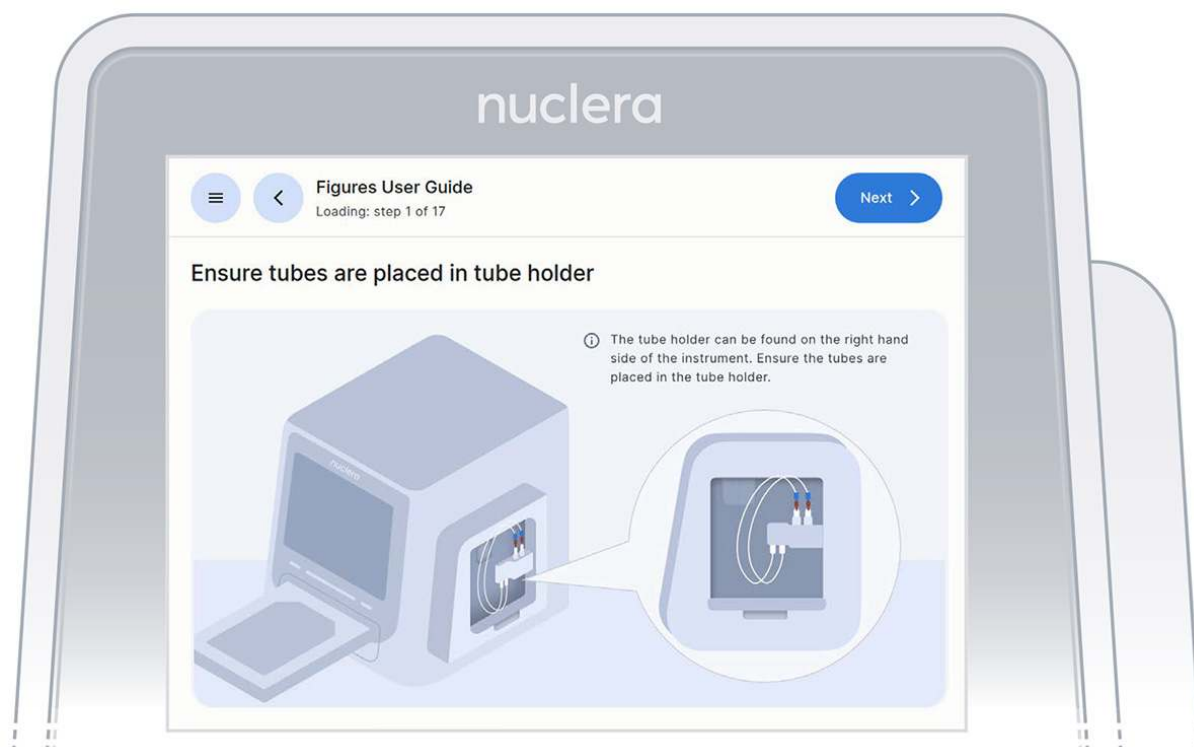 nuclera
Figures User Guide
Loading: step 1 of 17
Next
Ensure tubes are placed in tube holder
The tube holder can be found on the right hand
side of the instrument. Ensure the tubes are
placed in the tube holder.
nuclera